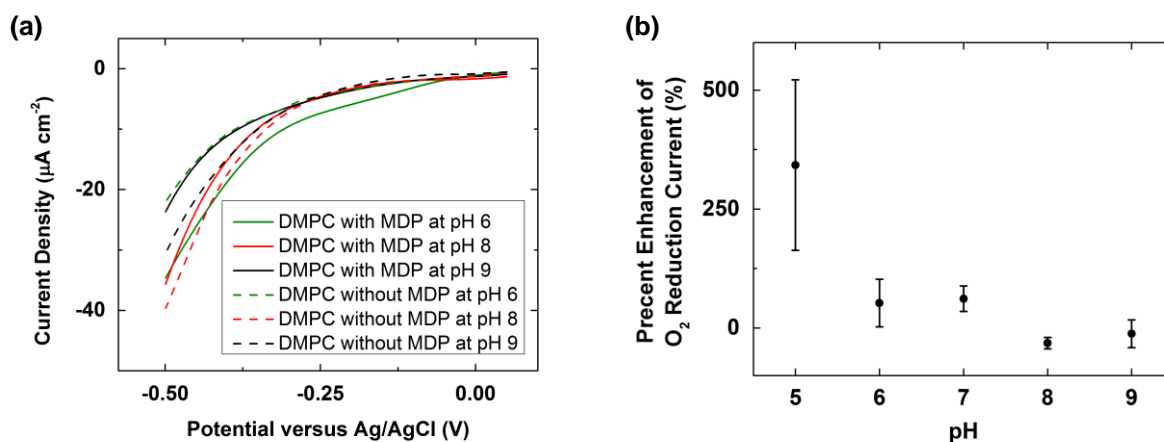 (a)
0
-20
-40
Current Density (µA cm⁻²)
DMPC with MDP at pH 6
DMPC with MDP at pH 8
DMPC with MDP at pH 9
DMPC without MDP at pH 6
DMPC without MDP at pH 8
DMPC without MDP at pH 9
-0.50 -0.25 0.00
Potential versus Ag/AgCl (V)
(b)
Precent Enhancement of
O₂ Reduction Current (%)
500
250
0
5 6 7 8 9
pH